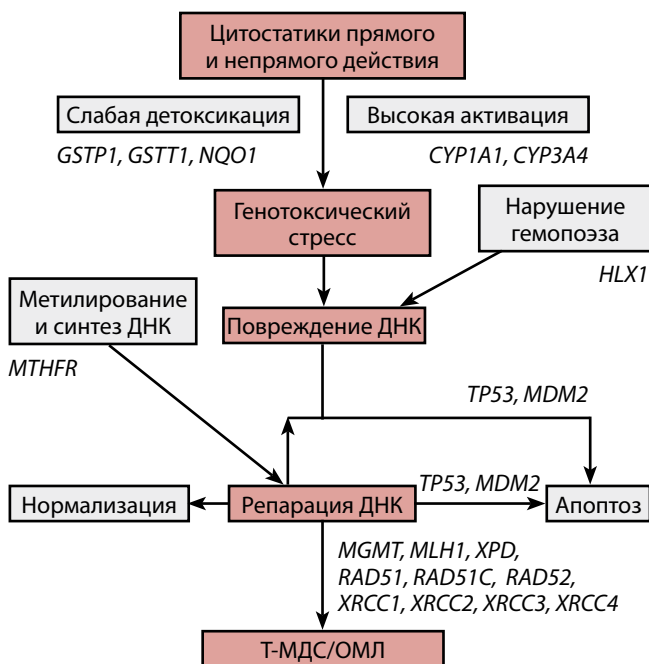 Цитостатики прямого
и непрямого действия
Слабая детоксикация
Высокая активация
GSTP1, GSTT1, NQO1
CYP1A1, CYP3A4
Генотоксический
стресс
Нарушение
гемопоэза
HLX1
Метилирование
и синтез ДНК
Повреждение ДНК
MTHFR
TP53, MDM2
Нормализация
Репарация ДНК
TP53, MDM2
Апоптоз
MGMT, MLH1, XPD,
RAD51, RAD51C, RAD52,
XRCC1, XRCC2, XRCC3, XRCC4
Т-МДС/ОМЛ